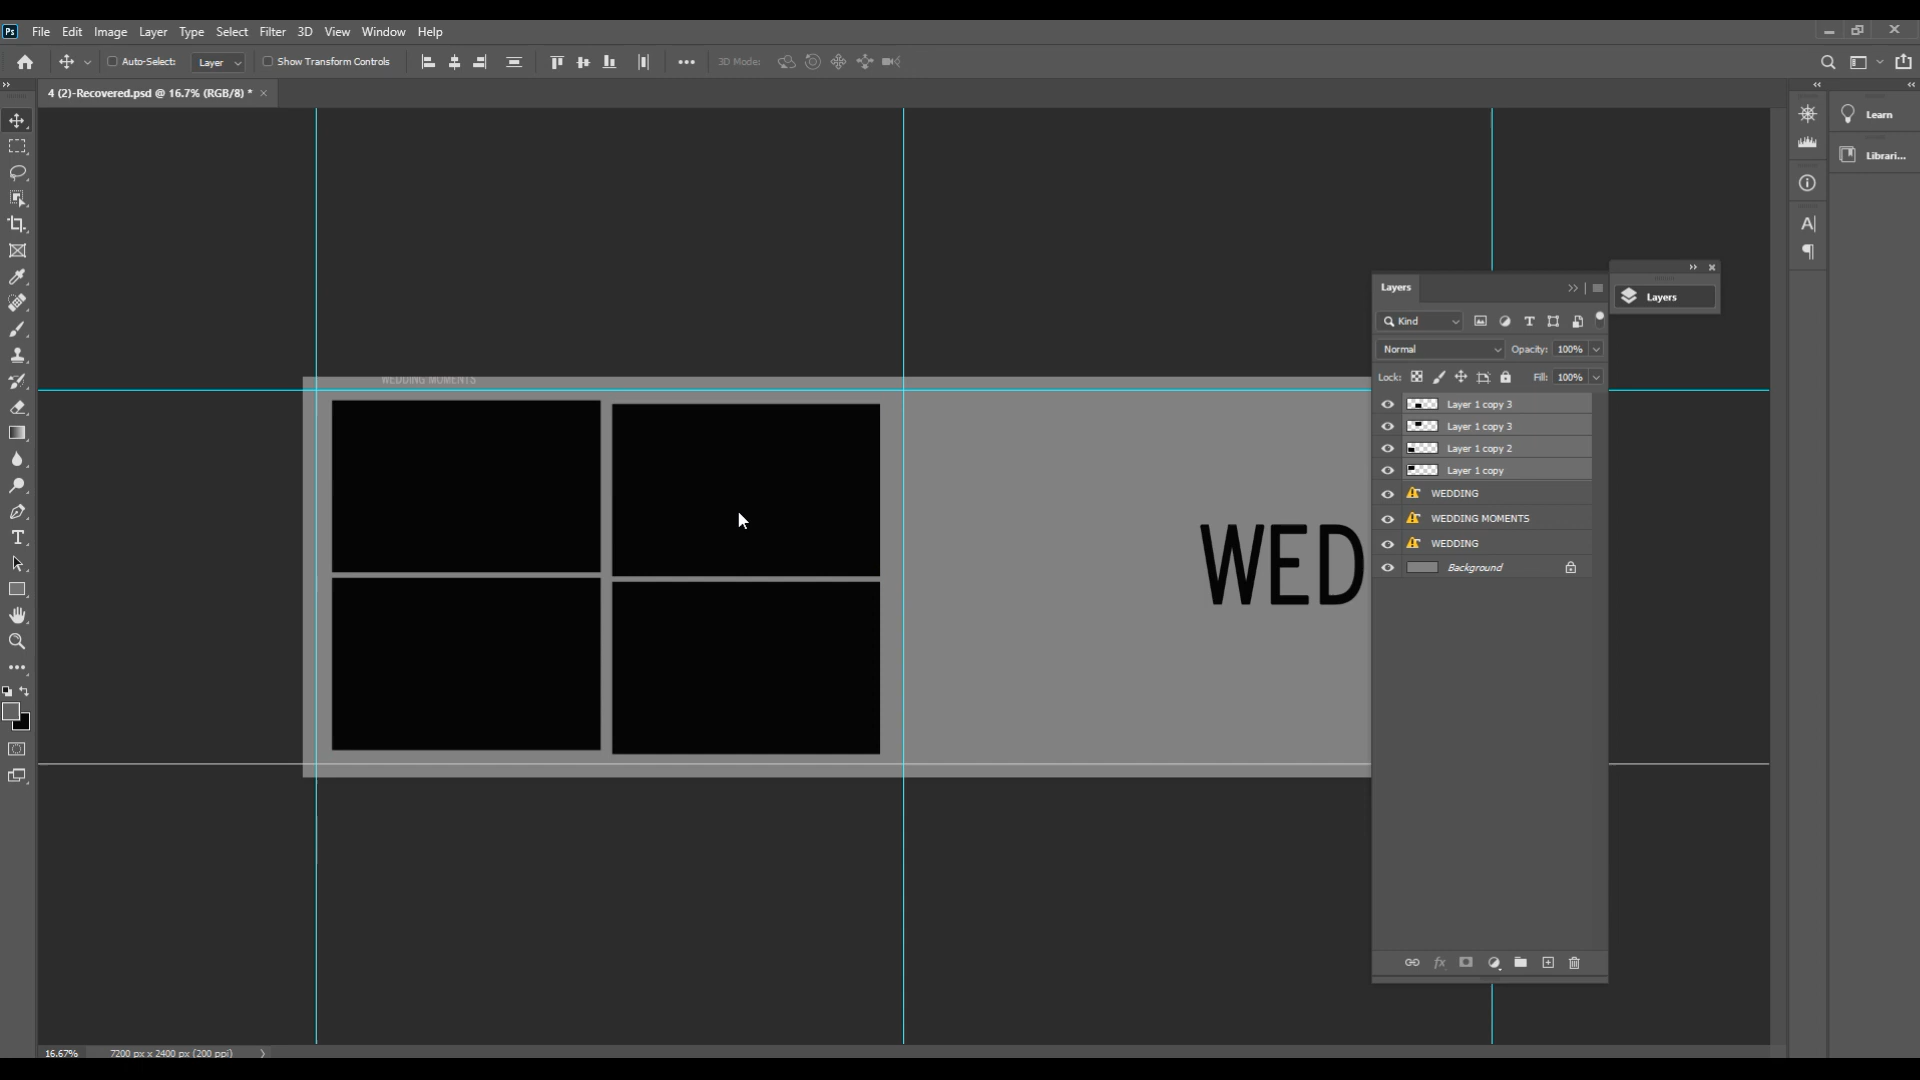 Ps File Edit Image Layer Type Select Filter 3D View Window Help
Auto-Select: Layer Show Transform Controls 3D Mode:
4 (2)-Recovered.psd @ 16.7% (RGB/8) * ×
Learn
Librari...
Layers
Layers
Kind
Normal Opacity: 100%
Lock: Fill: 100%
WEDDING MOMENTS
Layer 1 copy 3
Layer 1 copy 3
Layer 1 copy 2
Layer 1 copy
WEDDING
WEDDING MOMENTS
WEDDING
Background
WED
16.67% 7200 px x 2400 px (200 ppi)